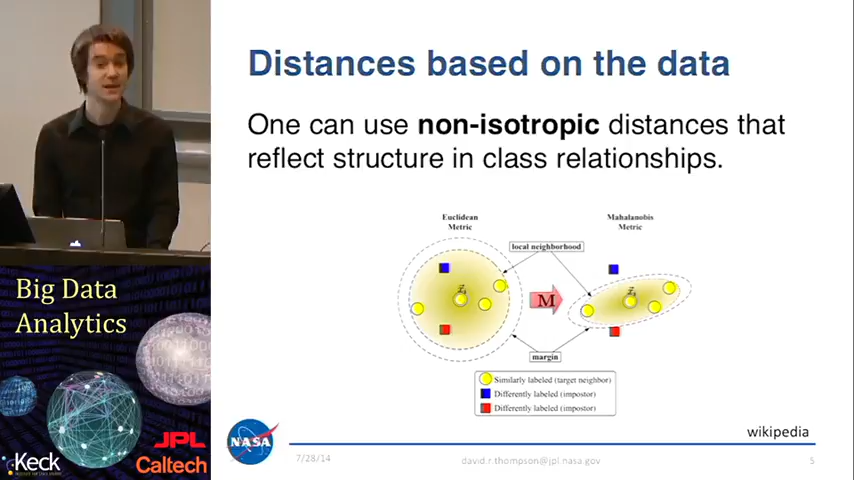 Distances based on the data
One can use non-isotropic distances that
reflect structure in class relationships.
Euclidean
Metric
Mahalanobis
Metric
local neighborhood
M
margin
Similarly labeled (target neighbor)
Differently labeled (impostor)
Differently labeled (impostor)
wikipedia
Big Data
Analytics
JPL
Keck
Caltech
NASA
7/28/14
david.r.thompson@jpl.nasa.gov
5